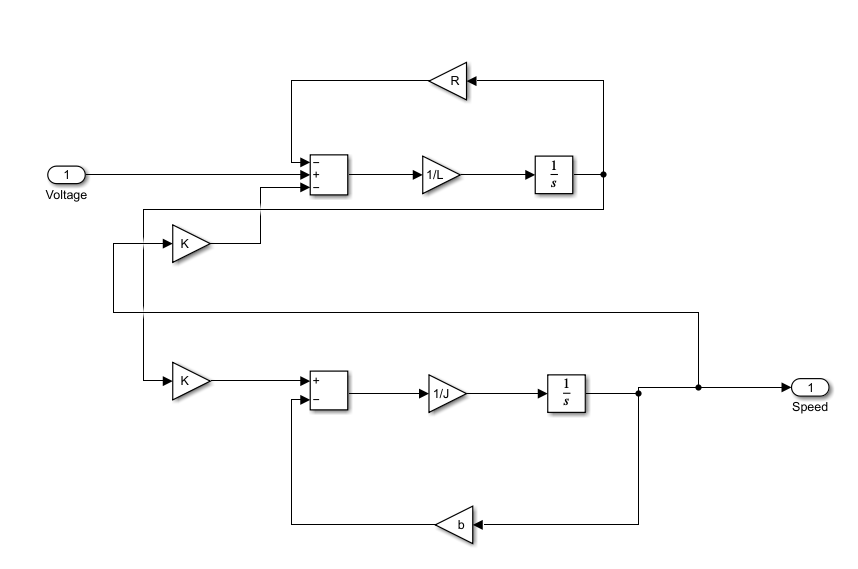 R
−
+
−
1
Voltage
1/L
1
s
K
K
+
−
1/J
1
s
1
Speed
b